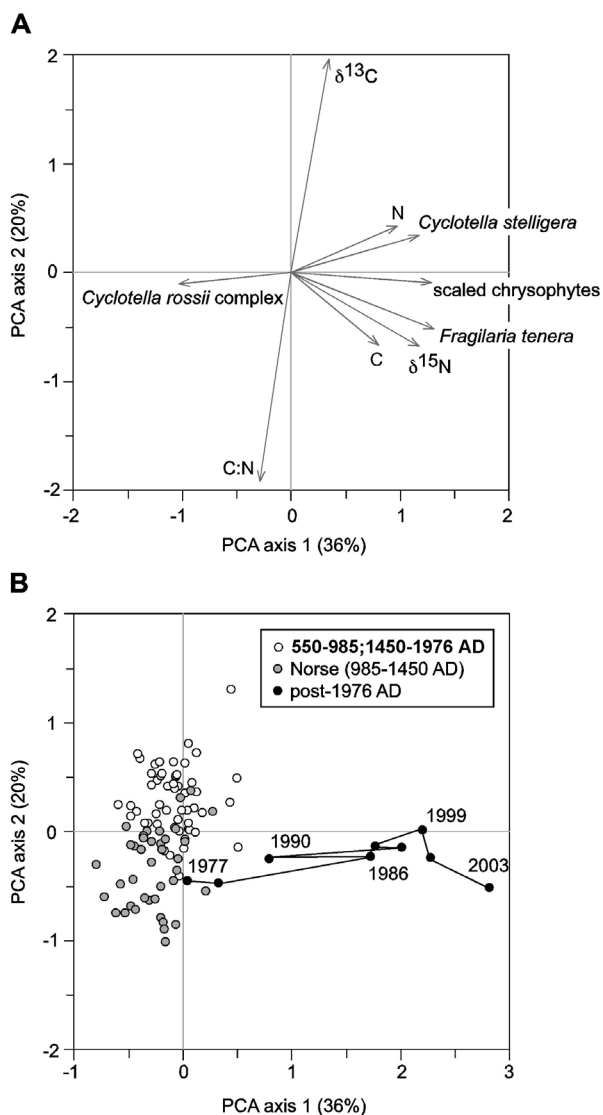 A
2
δ13C
1
N
Cyclotella stelligera
0
scaled chrysophytes
Cyclotella rossii complex
Fragilaria tenera
C
δ15N
-1
C:N
-2
-2 -1 0 1 2
PCA axis 2 (20%)
PCA axis 1 (36%)
B
2
550-985;1450-1976 AD
Norse (985-1450 AD)
post-1976 AD
1
1999
0
1990
1977
1986
2003
-1
-2
-1 0 1 2 3
PCA axis 2 (20%)
PCA axis 1 (36%)